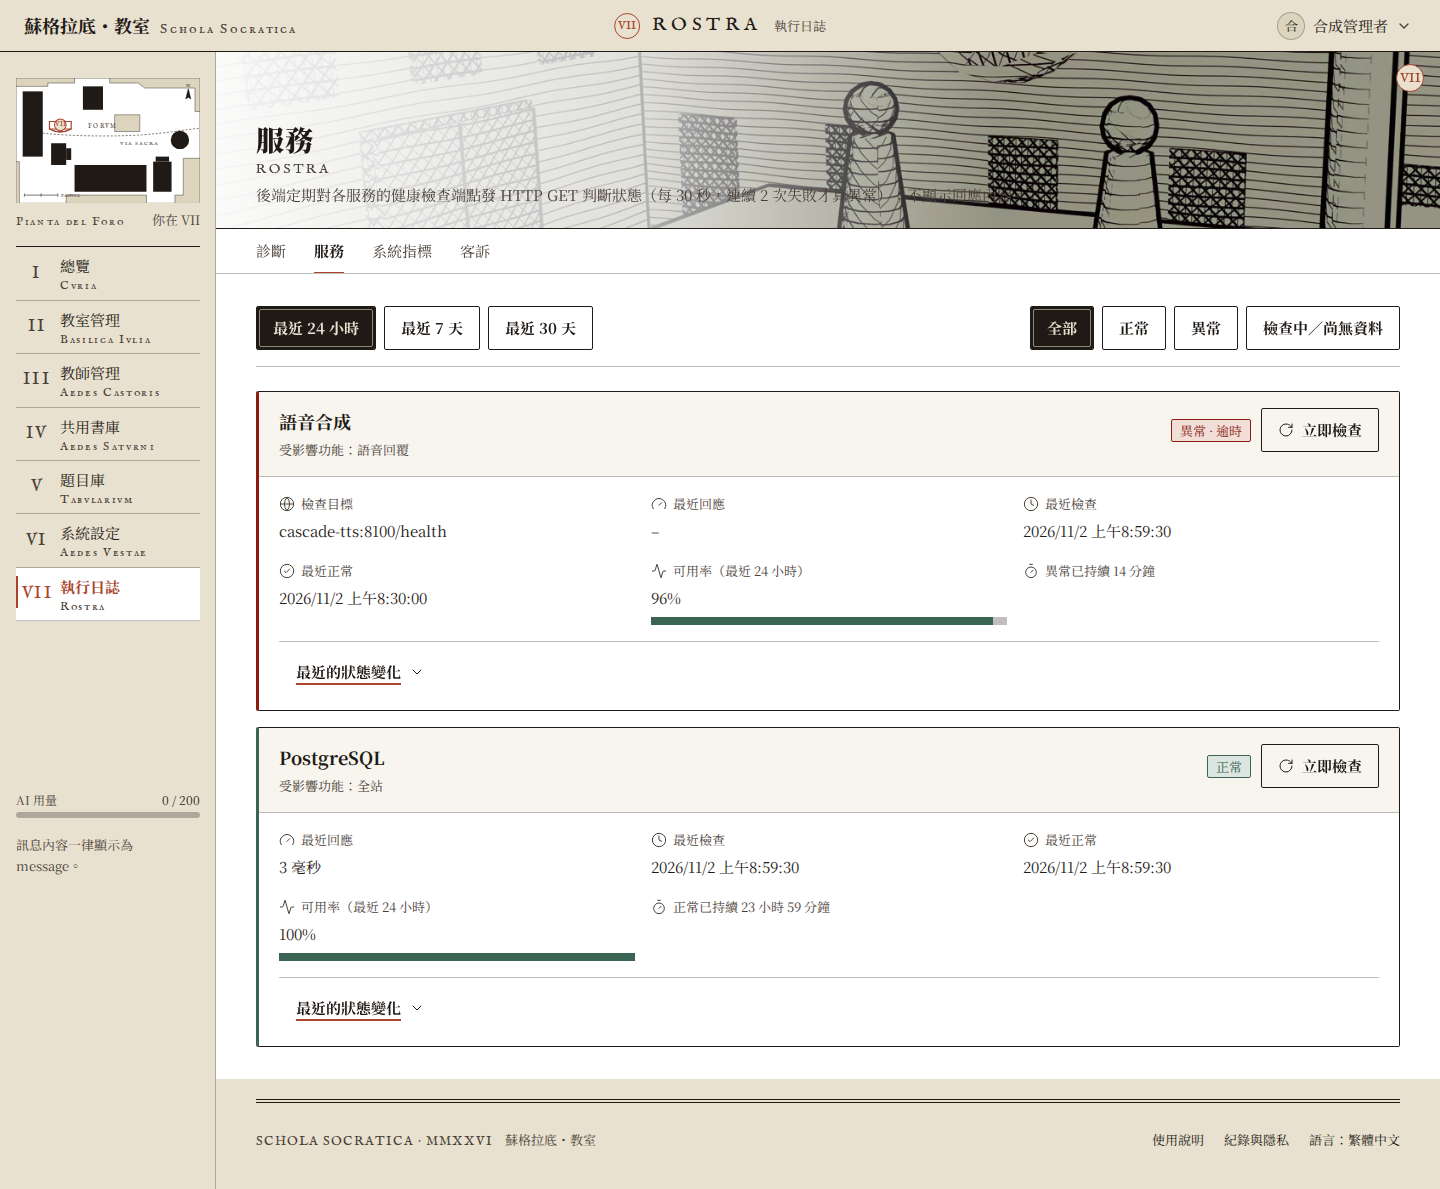 蘇格拉底・教室 SCHOLA SOCRATICA
VII ROSTRA 執行日誌
合 合成管理者
VII
FORVM
VIA SACRA
PIANTA DEL FORO 你在 VII
I 總覽
CVRIA
II 教室管理
BASILICA IVLIA
III 教師管理
AEDES CASTORIS
IV 共用書庫
AEDES SATVRNI
V 題目庫
TABVLARIVM
VI 系統設定
AEDES VESTAE
VII 執行日誌
ROSTRA
AI 用量 0 / 200
訊息內容一律顯示為
message。
VII
服務
ROSTRA
後端定期對各服務的健康檢查端點發 HTTP GET 判斷狀態（每 30 秒，連續 2 次失敗才算異常），不顯示回應
診斷 服務 系統指標 客訴
最近 24 小時 最近 7 天 最近 30 天
全部 正常 異常 檢查中／尚無資料
語音合成
受影響功能：語音回覆
異常 · 逾時 立即檢查
檢查目標 最近回應 最近檢查
cascade-tts:8100/health – 2026/11/2 上午8:59:30
最近正常 可用率（最近 24 小時） 異常已持續 14 分鐘
2026/11/2 上午8:30:00 96%
最近的狀態變化
PostgreSQL
受影響功能：全站
正常 立即檢查
最近回應 最近檢查 最近正常
3 毫秒 2026/11/2 上午8:59:30 2026/11/2 上午8:59:30
可用率（最近 24 小時） 正常已持續 23 小時 59 分鐘
100%
最近的狀態變化
SCHOLA SOCRATICA · MMXXVI 蘇格拉底・教室
使用說明 紀錄與隱私 語言：繁體中文